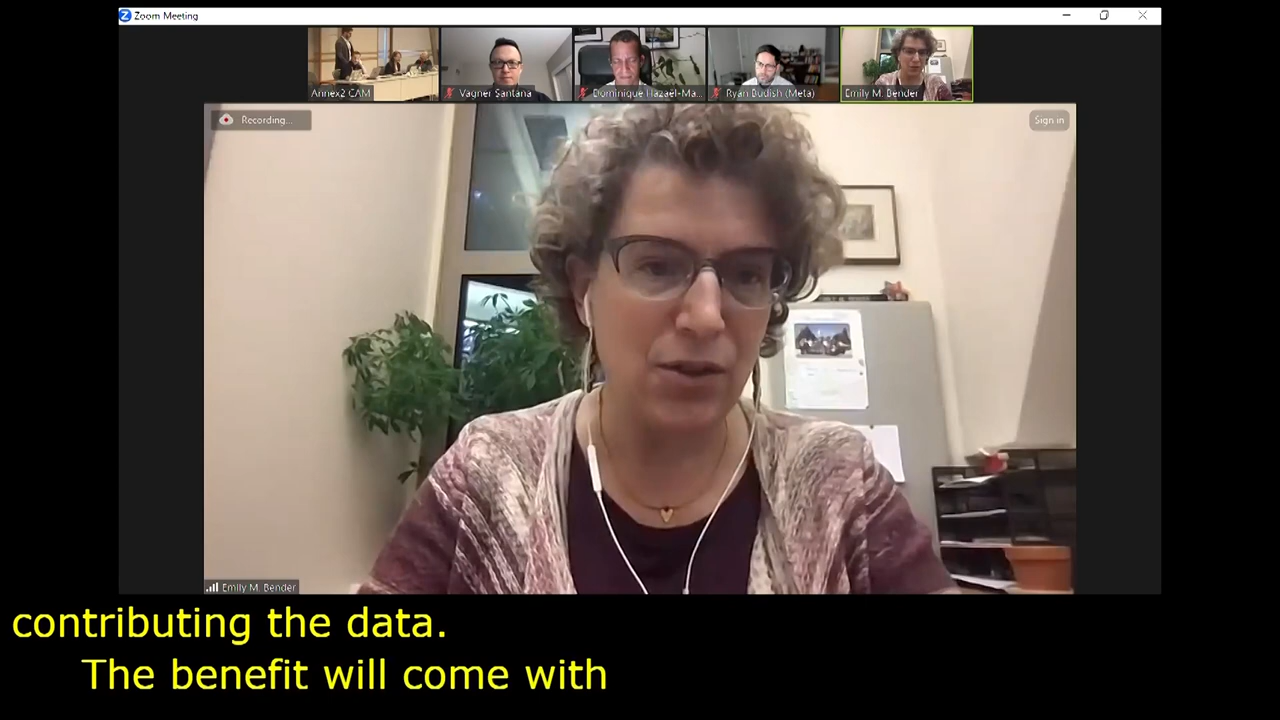 Zoom Meeting
Annex2 CAM
Vagner Santana
Dominique Hazaël-Ma...
Ryan Budish (Meta)
Emily M. Bender
Recording...
Sign in
Emily M. Bender
contributing the data.
The benefit will come with